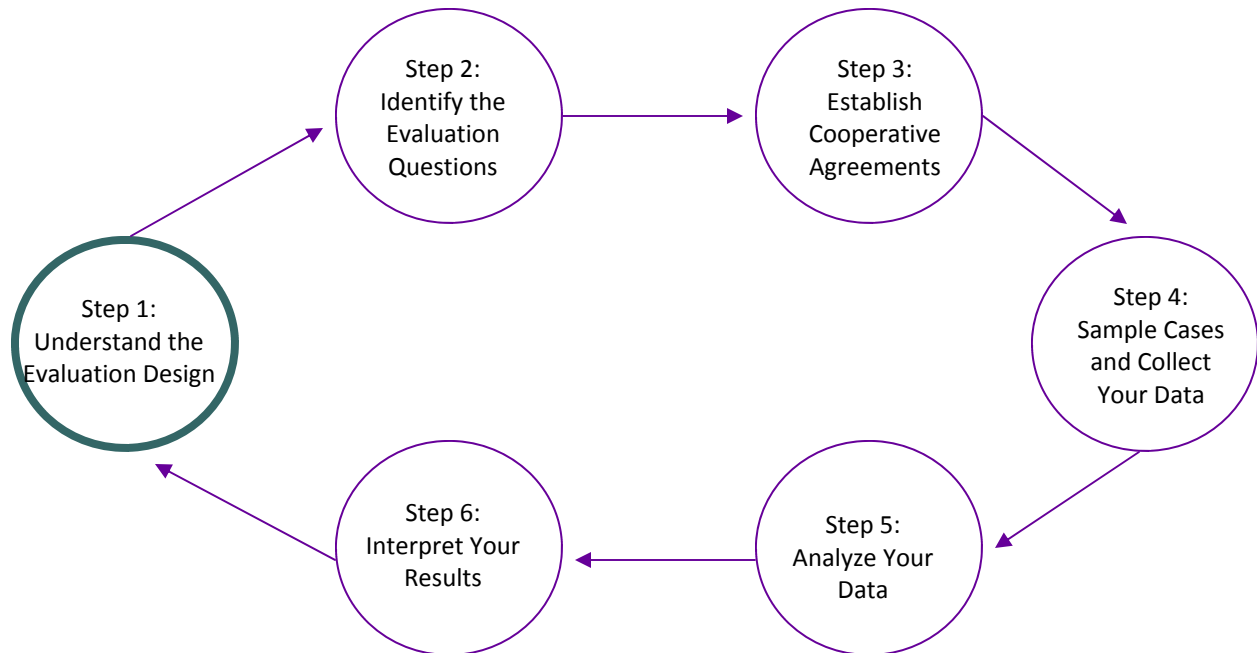 Step 1:
Understand the
Evaluation Design
Step 2:
Identify the
Evaluation
Questions
Step 3:
Establish
Cooperative
Agreements
Step 4:
Sample Cases
and Collect
Your Data
Step 5:
Analyze Your
Data
Step 6:
Interpret Your
Results